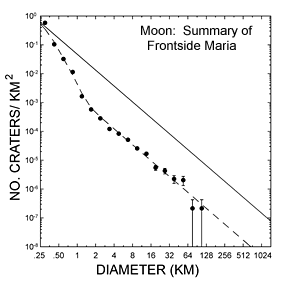 Moon: Summary of
Frontside Maria
NO. CRATERS/ KM²
10⁰
10⁻¹
10⁻²
10⁻³
10⁻⁴
10⁻⁵
10⁻⁶
10⁻⁷
10⁻⁸
.25 .50 1 2 4 8 16 32 64 128 256 512 1024
DIAMETER (KM)